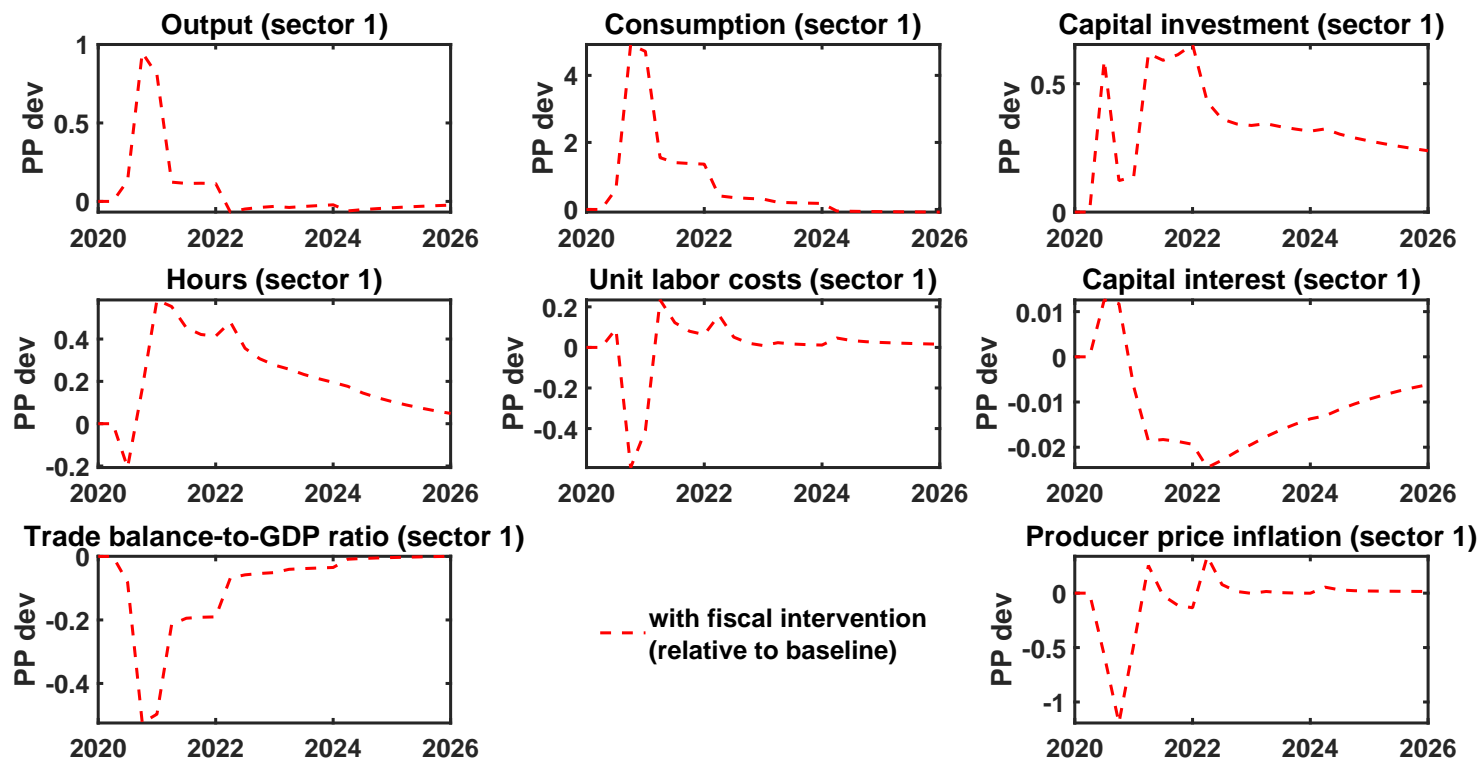 Output (sector 1)
PP dev
1
0.5
0
2020 2022 2024 2026
Consumption (sector 1)
PP dev
4
2
0
2020 2022 2024 2026
Capital investment (sector 1)
PP dev
0.5
0
2020 2022 2024 2026
Hours (sector 1)
PP dev
0.4
0.2
0
-0.2
2020 2022 2024 2026
Unit labor costs (sector 1)
PP dev
0.2
0
-0.2
-0.4
2020 2022 2024 2026
Capital interest (sector 1)
PP dev
0.01
0
-0.01
-0.02
2020 2022 2024 2026
Trade balance-to-GDP ratio (sector 1)
PP dev
0
-0.2
-0.4
2020 2022 2024 2026
with fiscal intervention
(relative to baseline)
Producer price inflation (sector 1)
PP dev
0
-0.5
-1
2020 2022 2024 2026